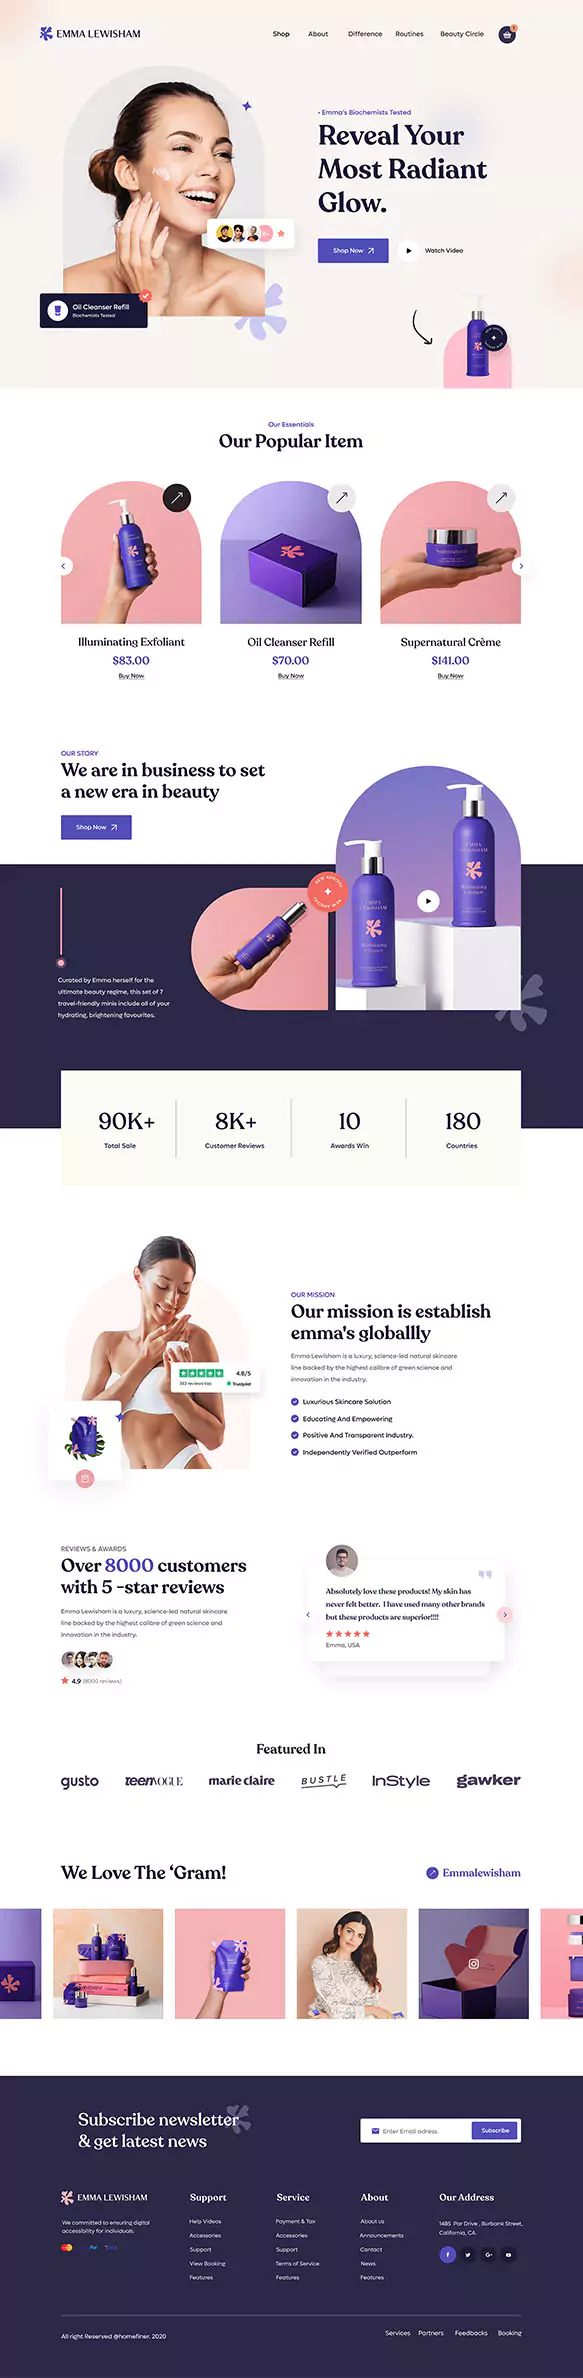 EMMA LEWISHAM
Shop
About
Difference
Routines
Beauty Circle
• Emma's Biochemists Tested
Reveal Your
Most Radiant
Glow.
Shop Now
Watch Video
Oil Cleanser Refill
Biochemists Tested
Our Essentials
Our Popular Item
Illuminating Exfoliant
$83.00
Buy Now
Oil Cleanser Refill
$70.00
Buy Now
Supernatural
Supernatural Crème
$141.00
Buy Now
OUR STORY
We are in business to set
a new era in beauty
Shop Now
EMMA
LEWISHAM
Illuminating
EMMA
LEWISHAM
Illuminating
Curated by Emma herself for the
ultimate beauty regime, this set of 7
travel-friendly minis include all of your
hydrating, brightening favourites.
90K+
Total Sale
8K+
Customer Reviews
10
Awards Win
180
Countries
OUR MISSION
Our mission is establish
emma's globallly
Emma Lewisham is a luxury, science-led natural skincare
line backed by the highest calibre of green science and
innovation in the industry.
Luxurious Skincare Solution
Educating And Empowering
Positive And Transparent Industry.
Independently Verified Outperform
4.8/5
Trustpilot
REVIEWS & AWARDS
Over 8000 customers
with 5 -star reviews
Emma Lewisham is a luxury, science-led natural skincare
line backed by the highest calibre of green science and
innovation in the industry.
4.9 (8000 reviews)
Absolutely love these products! My skin has
never felt better. I have used many other brands
but these products are superior!!!!
Emma, USA
Featured In
gusto
teenVOGUE
marie claire
BUSTLE
InStyle
gawker
We Love The ‘Gram!
Emmalewisham
Subscribe newsletter
& get latest news
Enter Email adress
Subscribe
EMMA LEWISHAM
We committed to ensuring digital
accessibility for individuals.
Support
Help Videos
Accessories
Support
View Booking
Features
Service
Payment & Tax
Accessories
Support
Terms of Service
Features
About
About us
Announcements
Contact
News
Features
Our Address
1485 Por Drive , Burbank Street,
California, CA
All right Reserved @homefiner. 2020
Services
Partners
Feedbacks
Booking